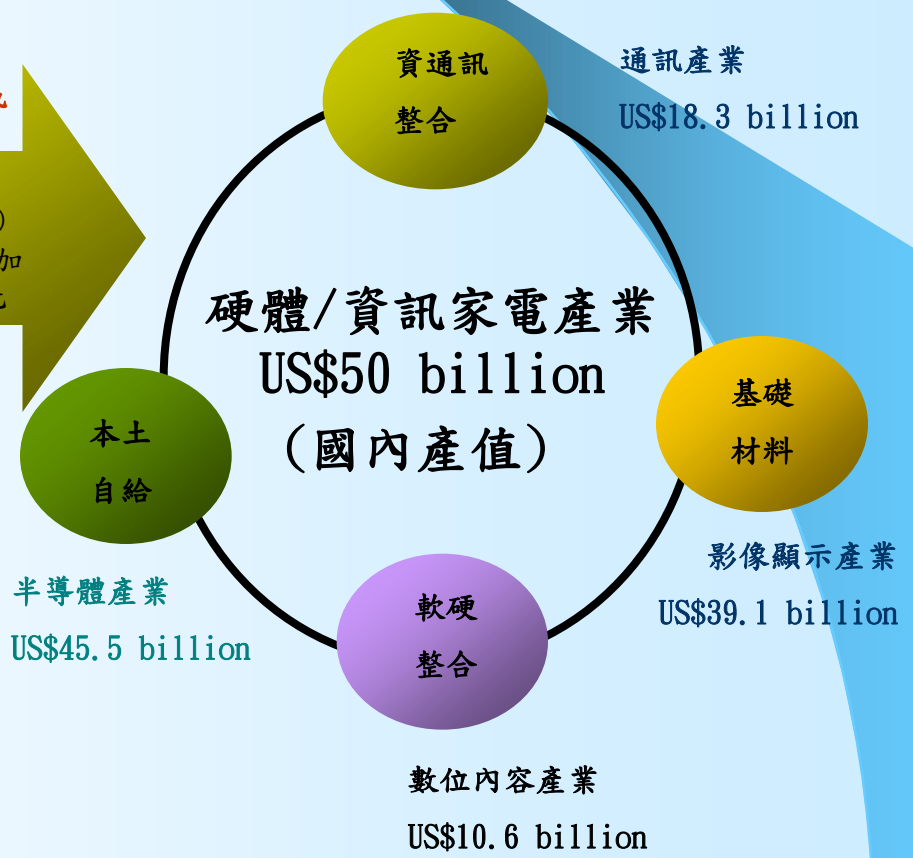 資通訊
整合
通訊產業
US$18.3 billion
)
加
硬體/資訊家電產業
US$50 billion
(國內產值)
基礎
材料
本土
自給
影像顯示產業
US$39.1 billion
半導體產業
US$45.5 billion
軟硬
整合
數位內容產業
US$10.6 billion